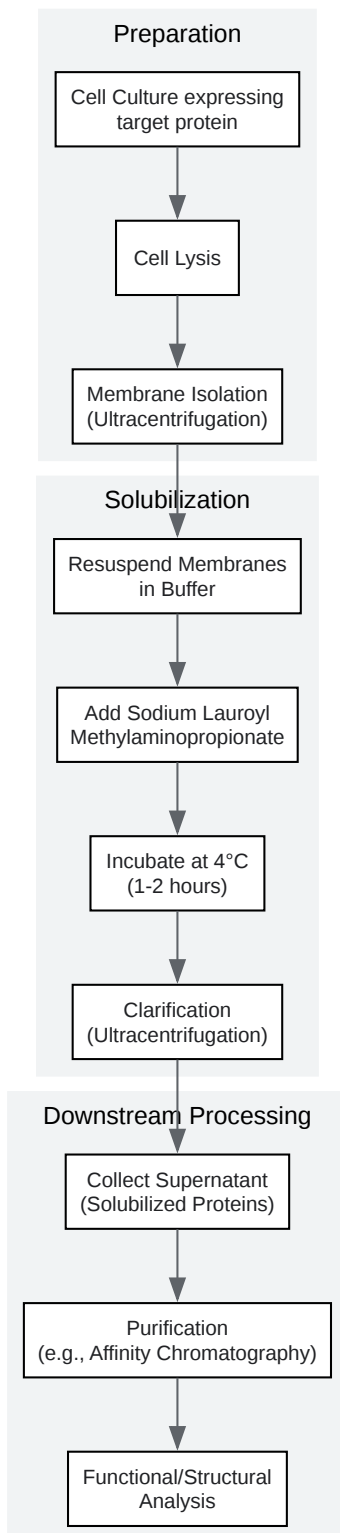 Preparation
Cell Culture expressing
target protein
Cell Lysis
Membrane Isolation
(Ultracentrifugation)
Solubilization
Resuspend Membranes
in Buffer
Add Sodium Lauroyl
Methylaminopropionate
Incubate at 4°C
(1-2 hours)
Clarification
(Ultracentrifugation)
Downstream Processing
Collect Supernatant
(Solubilized Proteins)
Purification
(e.g., Affinity Chromatography)
Functional/Structural
Analysis